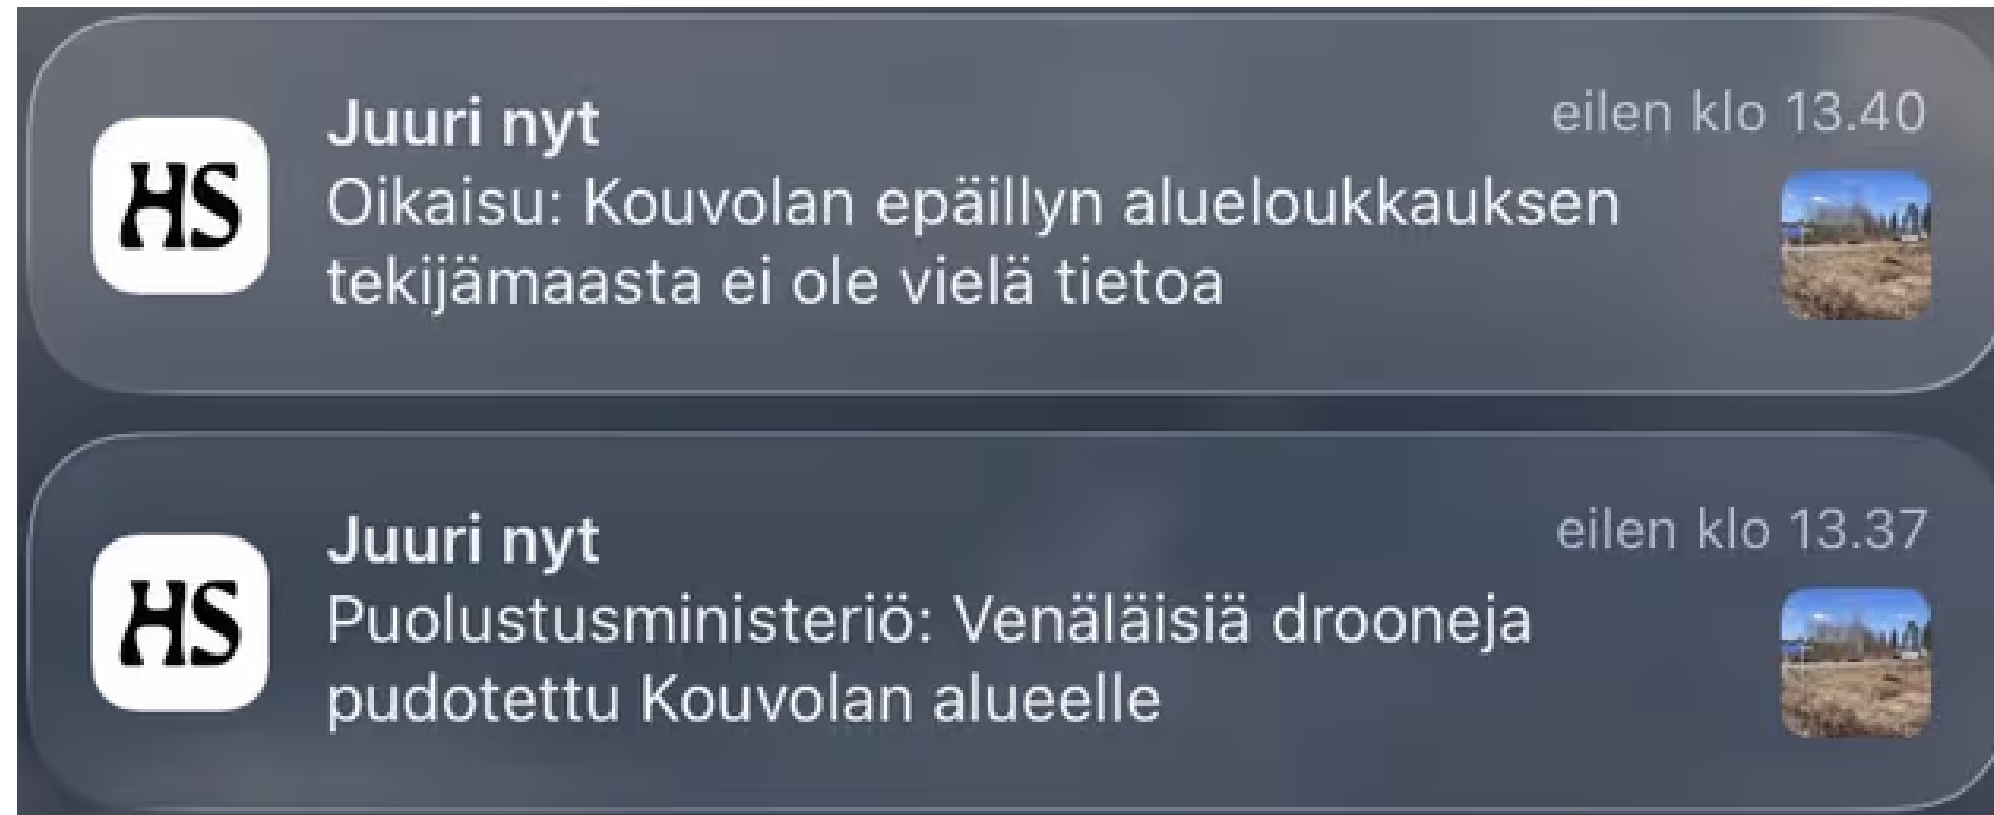 Juuri nyt
eilen klo 13.40
HS
Oikaisu: Kouvolan epäillyn alueloukkauksen
tekijämaasta ei ole vielä tietoa
Juuri nyt
eilen klo 13.37
HS
Puolustusministeriö: Venäläisiä drooneja
pudotettu Kouvolan alueelle